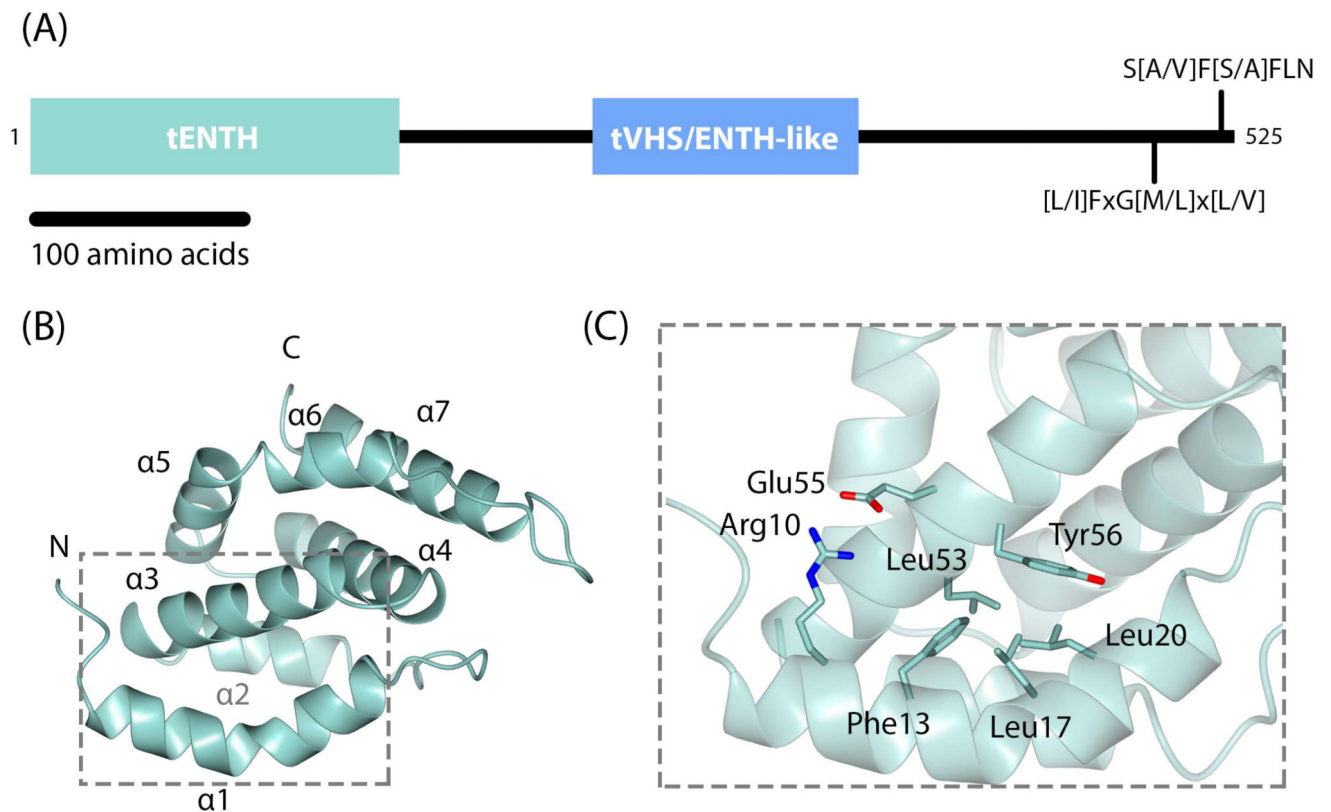 (A)
S[A/V]F[S/A]FLN
1
tENTH
tVHS/ENTH-like
525
[L/I]FxG[M/L]x[L/V]
100 amino acids
(B)
C
α6
α7
α5
N
α4
α3
α2
α1
(C)
Glu55
Arg10
Leu53
Tyr56
Leu20
Phe13
Leu17